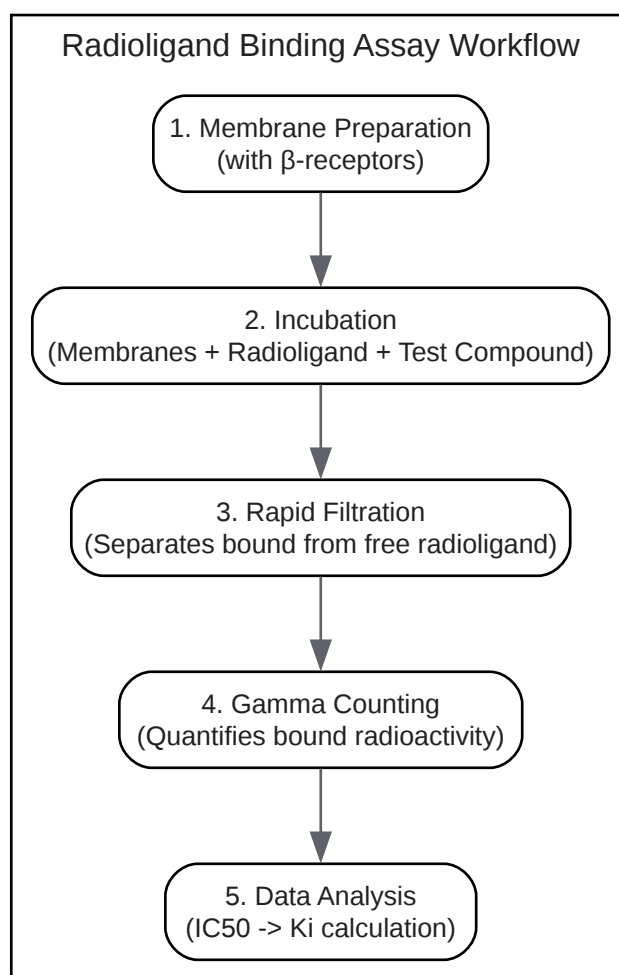 Radioligand Binding Assay Workflow
1. Membrane Preparation
(with β-receptors)
2. Incubation
(Membranes + Radioligand + Test Compound)
3. Rapid Filtration
(Separates bound from free radioligand)
4. Gamma Counting
(Quantifies bound radioactivity)
5. Data Analysis
(IC50 -> Ki calculation)